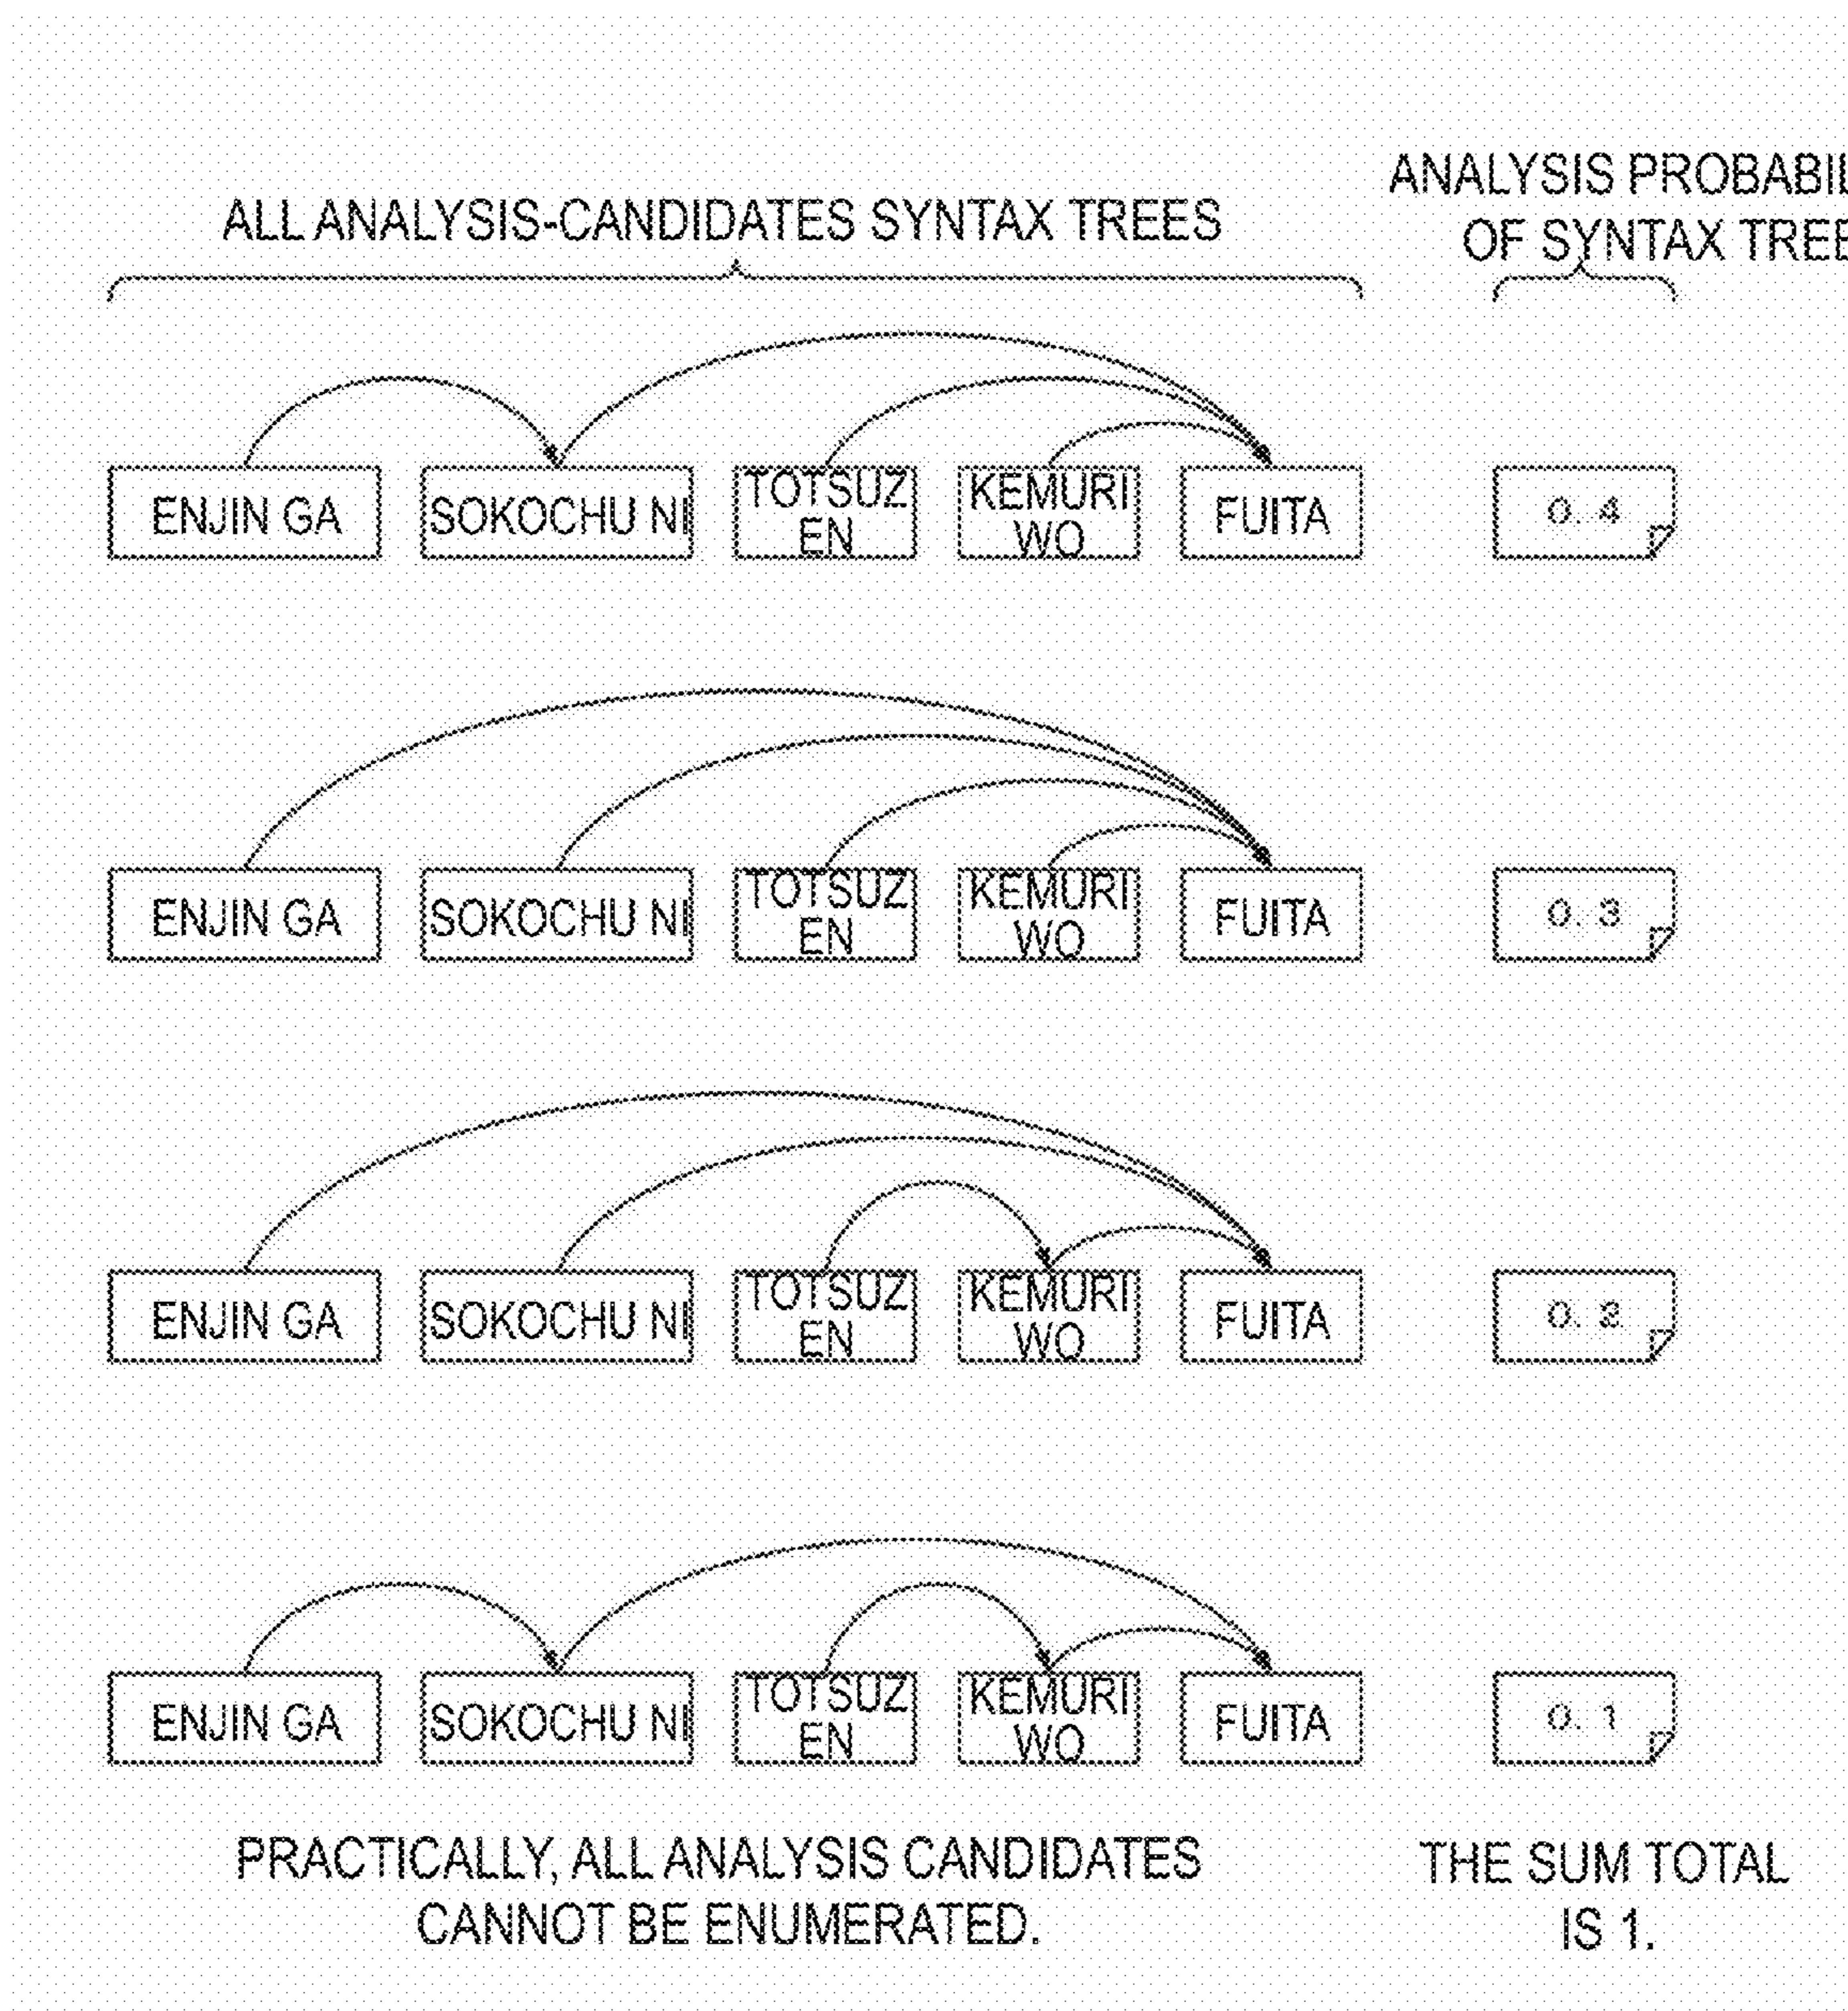 ALL ANALYSIS-CANDIDATES SYNTAX TREES
ANALYSIS PROBABIL
OF SYNTAX TREE
ENJIN GA
SOKOCHU NI
TOTSUZ
EN
KEMURI
WO
FUITA
0. 4
ENJIN GA
SOKOCHU NI
TOTSUZ
EN
KEMURI
WO
FUITA
0. 3
ENJIN GA
SOKOCHU NI
TOTSUZ
EN
KEMURI
WO
FUITA
0. 2
ENJIN GA
SOKOCHU NI
TOTSUZ
EN
KEMURI
WO
FUITA
0. 1
PRACTICALLY, ALL ANALYSIS CANDIDATES
CANNOT BE ENUMERATED.
THE SUM TOTAL
IS 1.